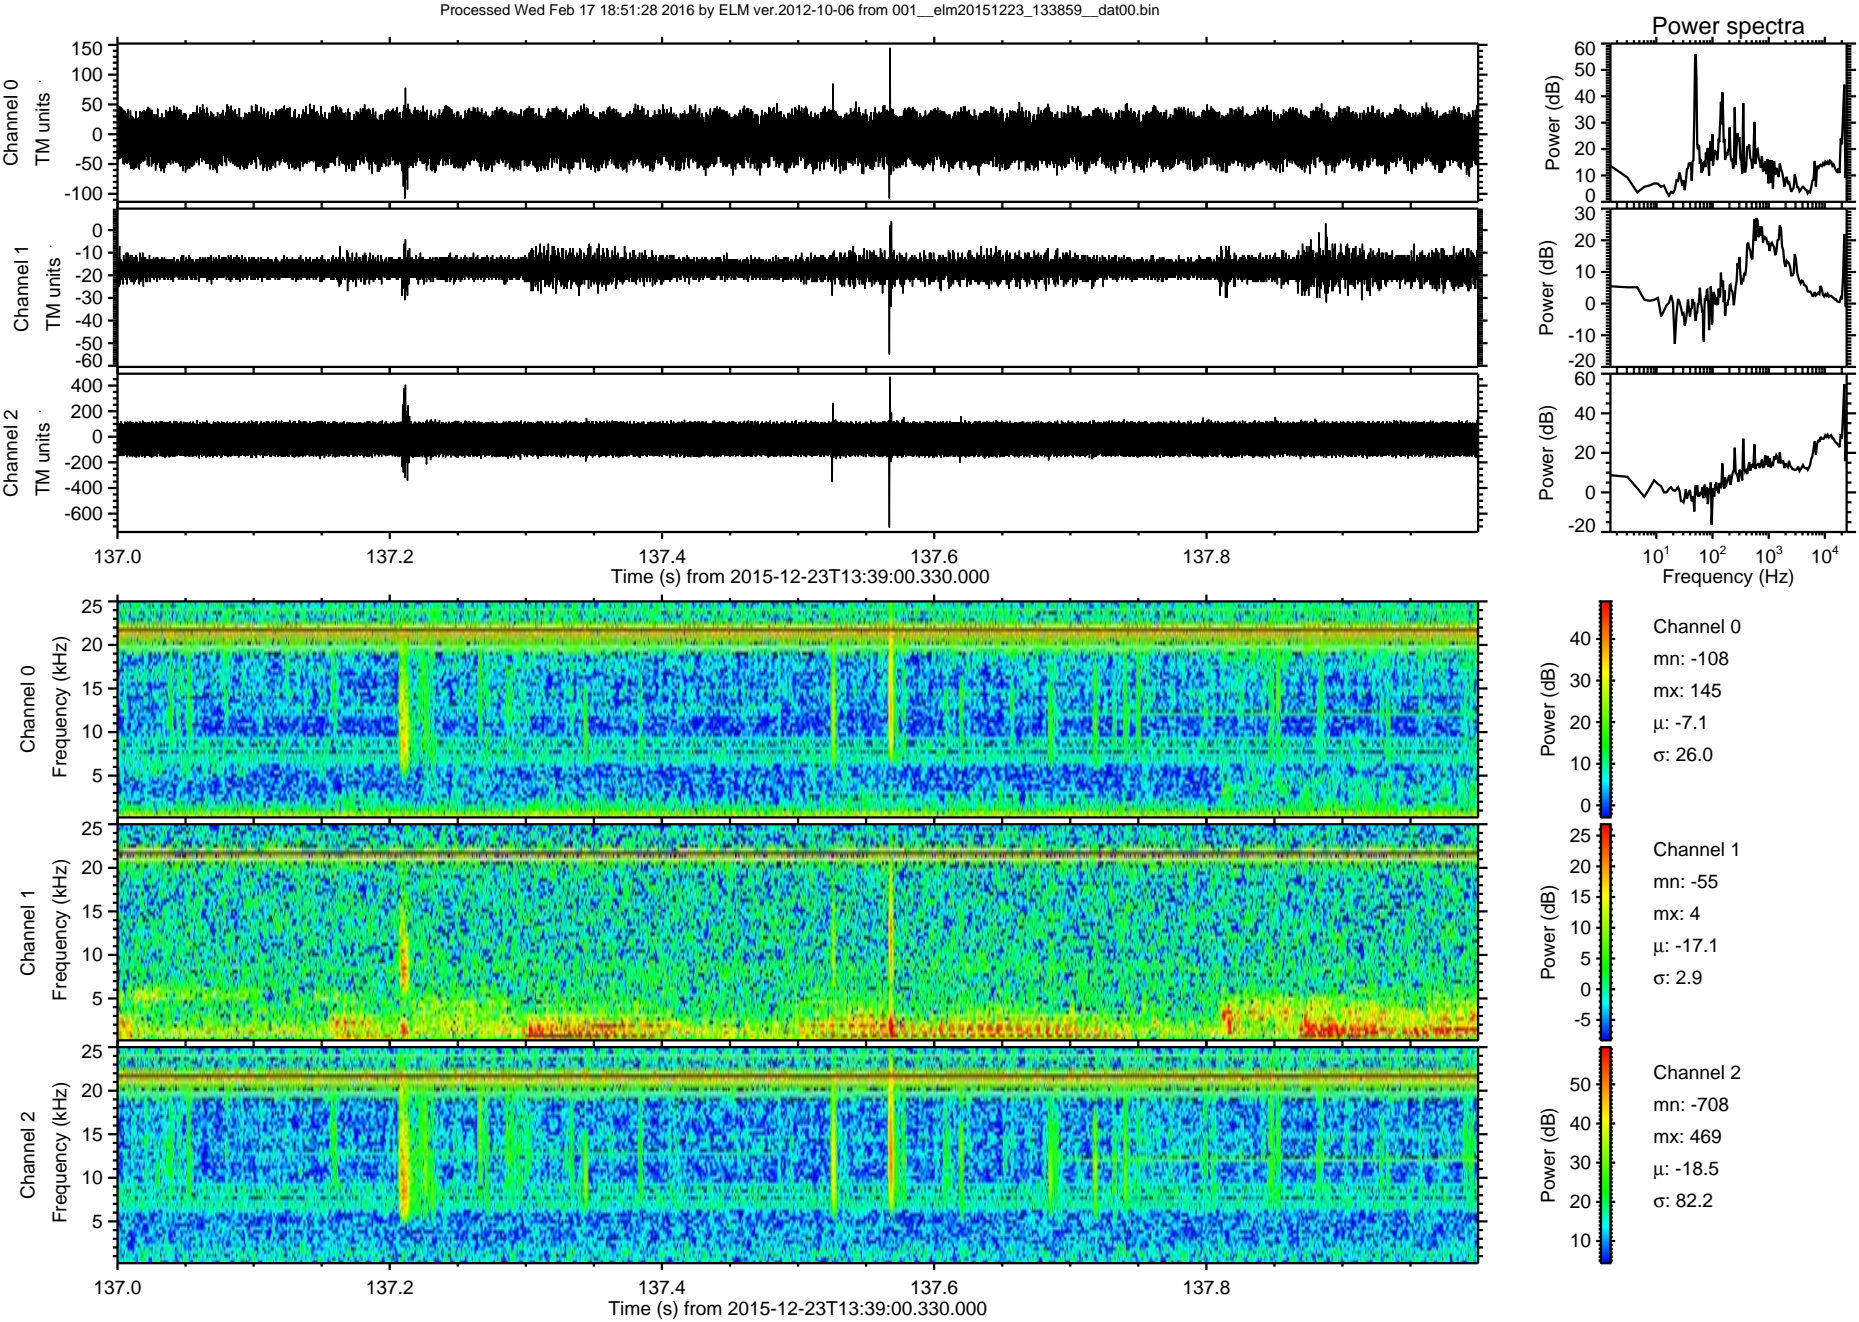 Processed Wed Feb 17 18:51:28 2016 by ELM ver.2012-10-06 from 001__elm20151223_133859__dat00.bin
Power spectra
Channel 0
TM units
150
100
50
0
-50
-100
Power (dB)
60
50
40
30
20
10
0
Channel 1
TM units
0
-10
-20
-30
-40
-50
-60
Power (dB)
30
20
10
0
-10
-20
Channel 2
TM units
400
200
0
-200
-400
-600
Power (dB)
60
40
20
0
-20
137.0 137.2 137.4 137.6 137.8
Time (s) from 2015-12-23T13:39:00.330.000
10¹ 10² 10³ 10⁴
Frequency (Hz)
Channel 0
Frequency (kHz)
25
20
15
10
5
Power (dB)
40
30
20
10
0
Channel 0
mn: -108
mx: 145
μ: -7.1
σ: 26.0
Channel 1
Frequency (kHz)
25
20
15
10
5
Power (dB)
25
20
15
10
5
0
-5
Channel 1
mn: -55
mx: 4
μ: -17.1
σ: 2.9
Channel 2
Frequency (kHz)
25
20
15
10
5
Power (dB)
50
40
30
20
10
Channel 2
mn: -708
mx: 469
μ: -18.5
σ: 82.2
137.0 137.2 137.4 137.6 137.8
Time (s) from 2015-12-23T13:39:00.330.000